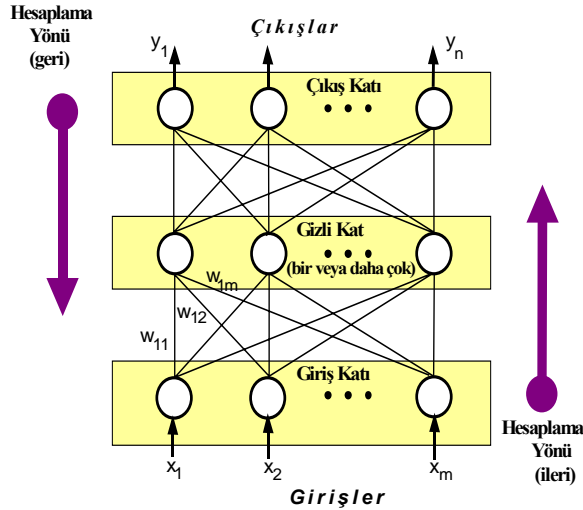 Hesaplama
Yönü
(geri)
Çıkışlar
y1
yn
Çıkış Katı
Gizli Kat
(bir veya daha çok)
w1m
w12
w11
Giriş Katı
x1
x2
xm
Girişler
Hesaplama
Yönü
(ileri)